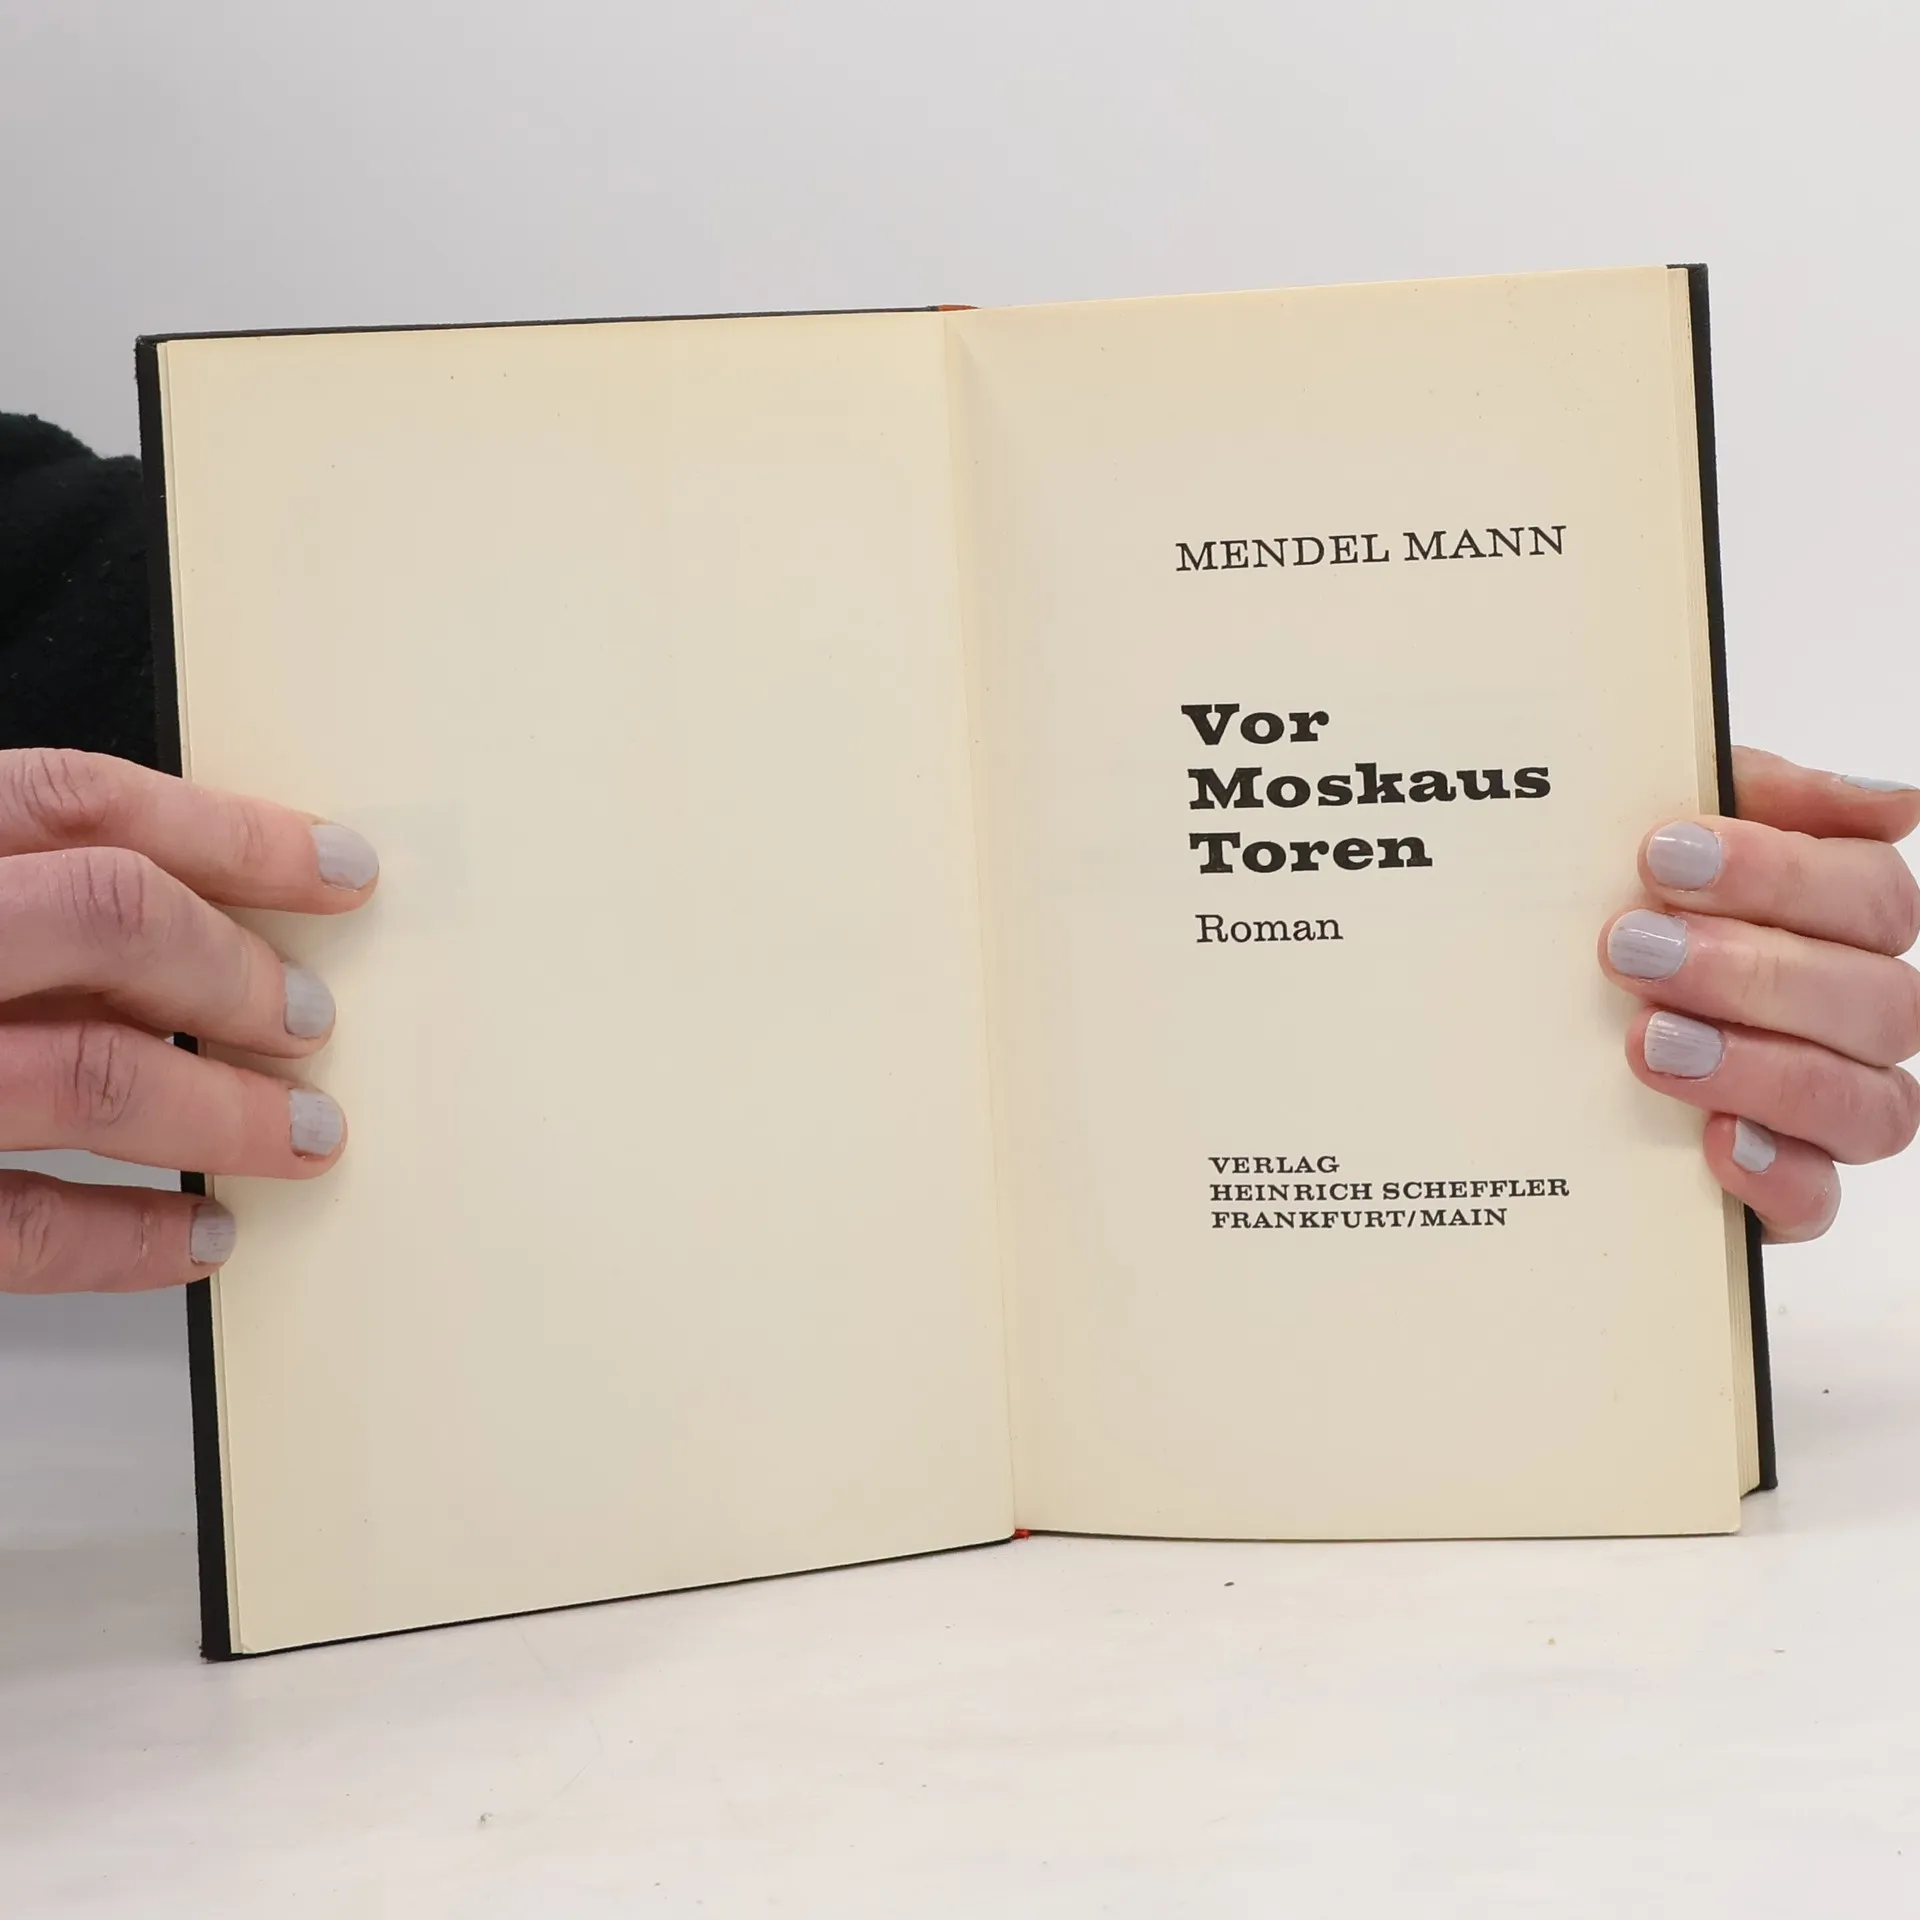 MENDEL MANN
Vor
Moskaus
Toren
Roman
VERLAG
HEINRICH SCHEFFLER
FRANKFURT/MAIN